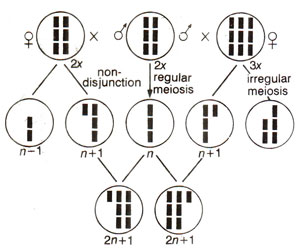 ♀ × ♂ ♂ × ♀
2x 2x 3x
non-
disjunction
regular
meiosis
irregular
meiosis
n−1 n+1 n n+1
2n+1 2n+1